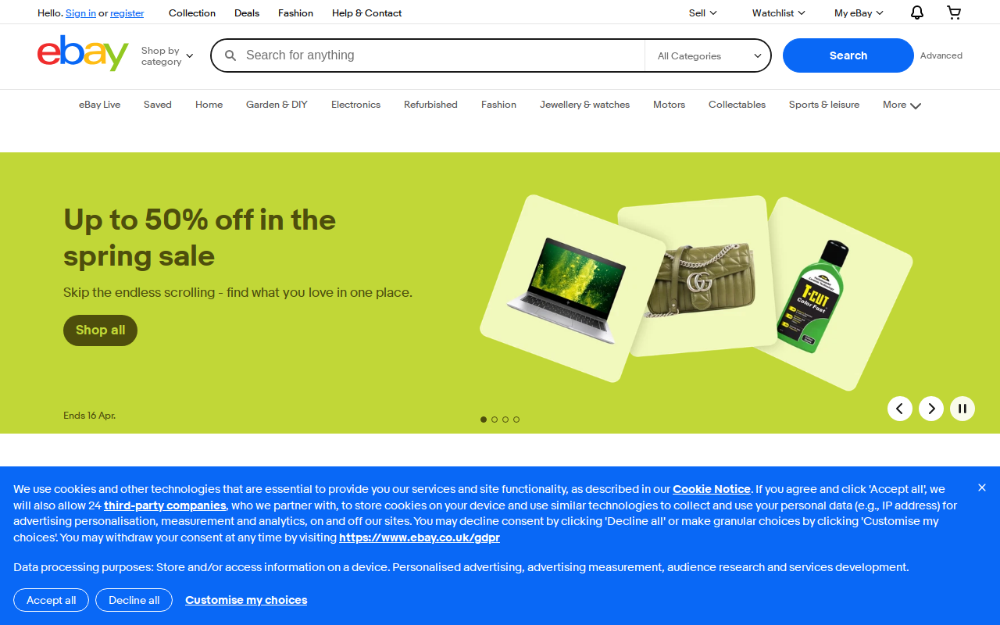 Hello. Sign in or register
Collection
Deals
Fashion
Help & Contact
Sell
Watchlist
My eBay
ebay
Shop by
category
Search for anything
All Categories
Search
Advanced
eBay Live
Saved
Home
Garden & DIY
Electronics
Refurbished
Fashion
Jewellery & watches
Motors
Collectables
Sports & leisure
More
Up to 50% off in the
spring sale
Skip the endless scrolling - find what you love in one place.
Shop all
T-CUT
Color Fast
Ends 16 Apr.
We use cookies and other technologies that are essential to provide you our services and site functionality, as described in our Cookie Notice. If you agree and click 'Accept all', we
will also allow 24 third-party companies, who we partner with, to store cookies on your device and use similar technologies to collect and use your personal data (e.g., IP address) for
advertising personalisation, measurement and analytics, on and off our sites. You may decline consent by clicking 'Decline all' or make granular choices by clicking 'Customise my
choices'. You may withdraw your consent at any time by visiting https://www.ebay.co.uk/gdpr
Data processing purposes: Store and/or access information on a device. Personalised advertising, advertising measurement, audience research and services development.
Accept all
Decline all
Customise my choices